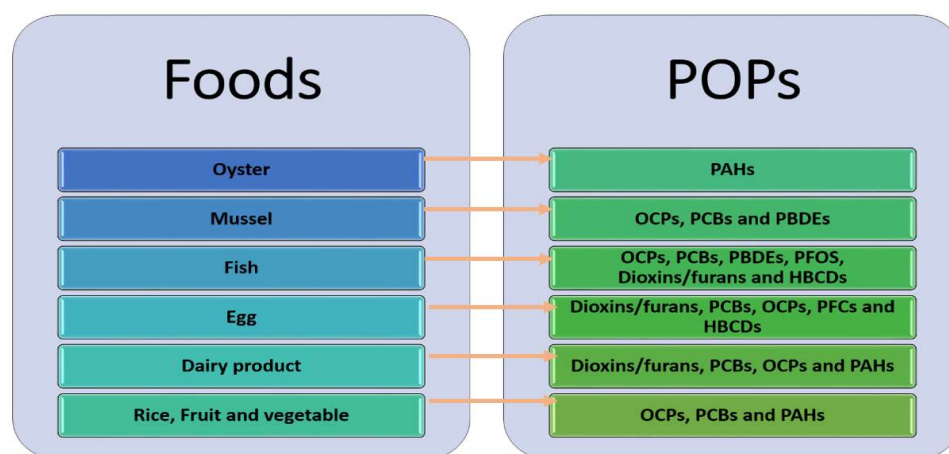 Foods
POPs
Oyster
PAHs
Mussel
OCPs, PCBs and PBDEs
Fish
OCPs, PCBs, PBDEs, PFOS,
Dioxins/furans and HBCDs
Egg
Dioxins/furans, PCBs, OCPs, PFCs and
HBCDs
Dairy product
Dioxins/furans, PCBs, OCPs and PAHs
Rice, Fruit and vegetable
OCPs, PCBs and PAHs